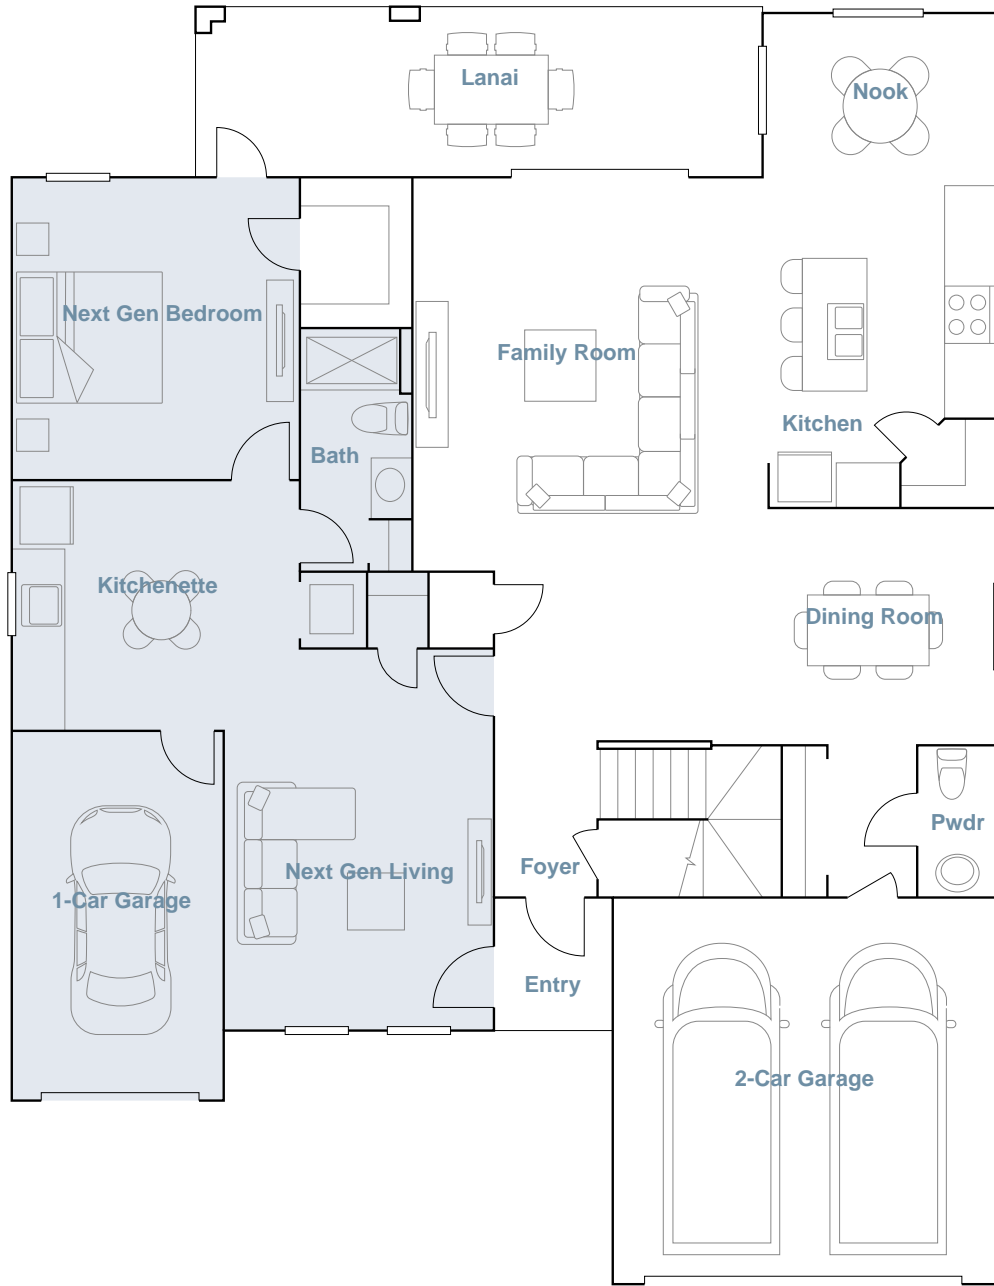 Lanai
Nook
Next Gen Bedroom
Family Room
Kitchen
Bath
Kitchenette
Dining Room
Pwdr
Foyer
Next Gen Living
1-Car Garage
Entry
2-Car Garage